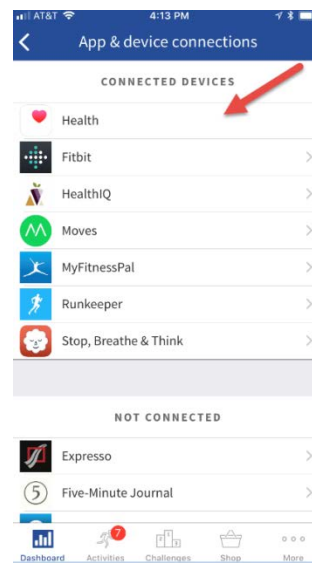 AT&T 4:13 PM
App & device connections
CONNECTED DEVICES
Health
Fitbit
HealthIQ
Moves
MyFitnessPal
Runkeeper
Stop, Breathe & Think
NOT CONNECTED
Expresso
5 Five-Minute Journal
7
Dashboard Activities Challenges Shop More